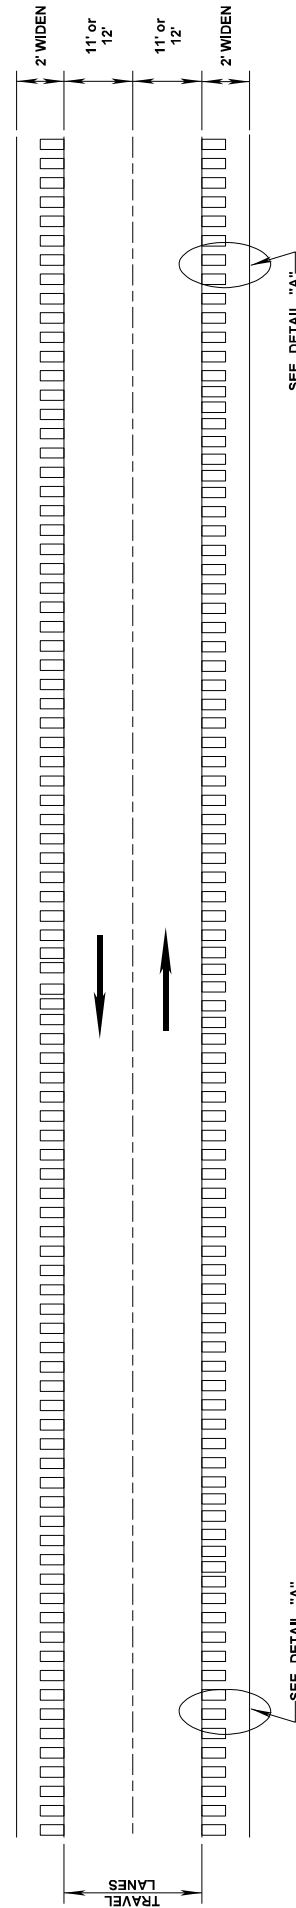 2' WIDEN
11' or
12'
11' or
12'
2' WIDEN
SEE DETAIL "A"
SEE DETAIL "A"
TRAVEL
LANES